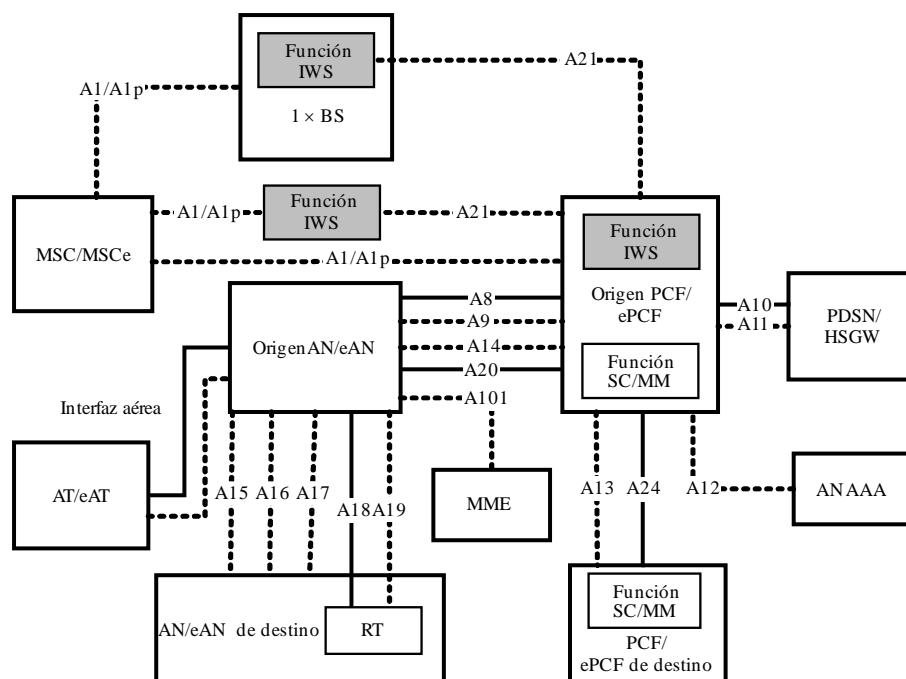 Función
IWS
1 × BS
A21
A1/A1p
A1/A1p
Función
IWS
A21
MSC/MSCe
A1/A1p
Función
IWS
Origen PCF/
ePCF
Función
SC/MM
A8
A9
A14
A20
A101
Origen AN/eAN
A10
A11
PDSN/
HSGW
Interfaz aérea
AT/eAT
A15
A16
A17
A18
A19
MME
A13
A24
A12
AN AAA
AN/eAN de destino
RT
Función
SC/MM
PCF/
ePCF de destino